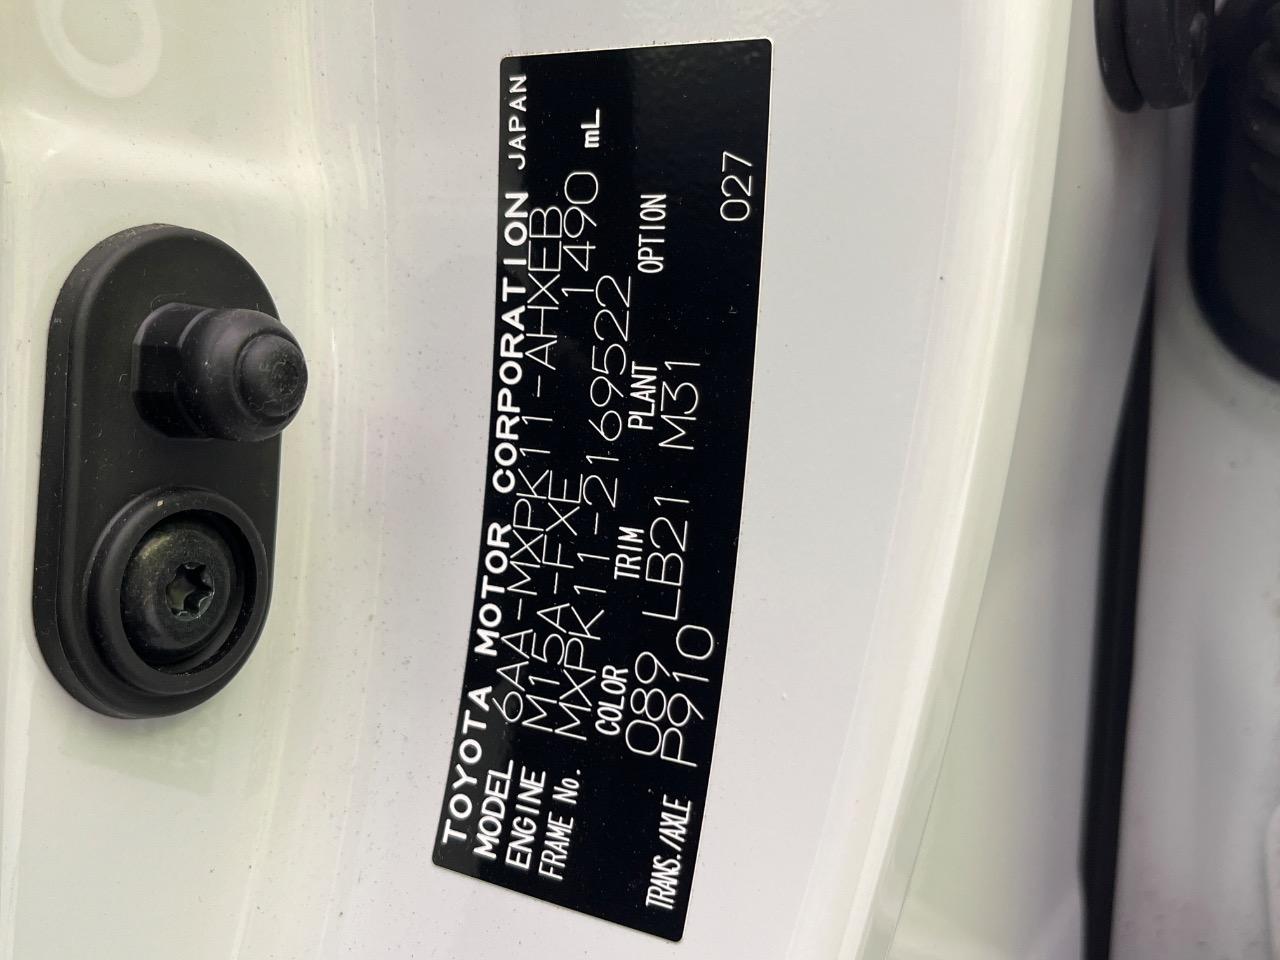 TOYOTA MOTOR CORPORATION JAPAN
MODEL 6AA-MXPK11-AHXEB
ENGINE M15A-FXE 1490 mL
FRAME No. MXPK11-2169522
COLOR TRIM PLANT OPTION
089 LB21 M31
TRANS./AXLE P910
027